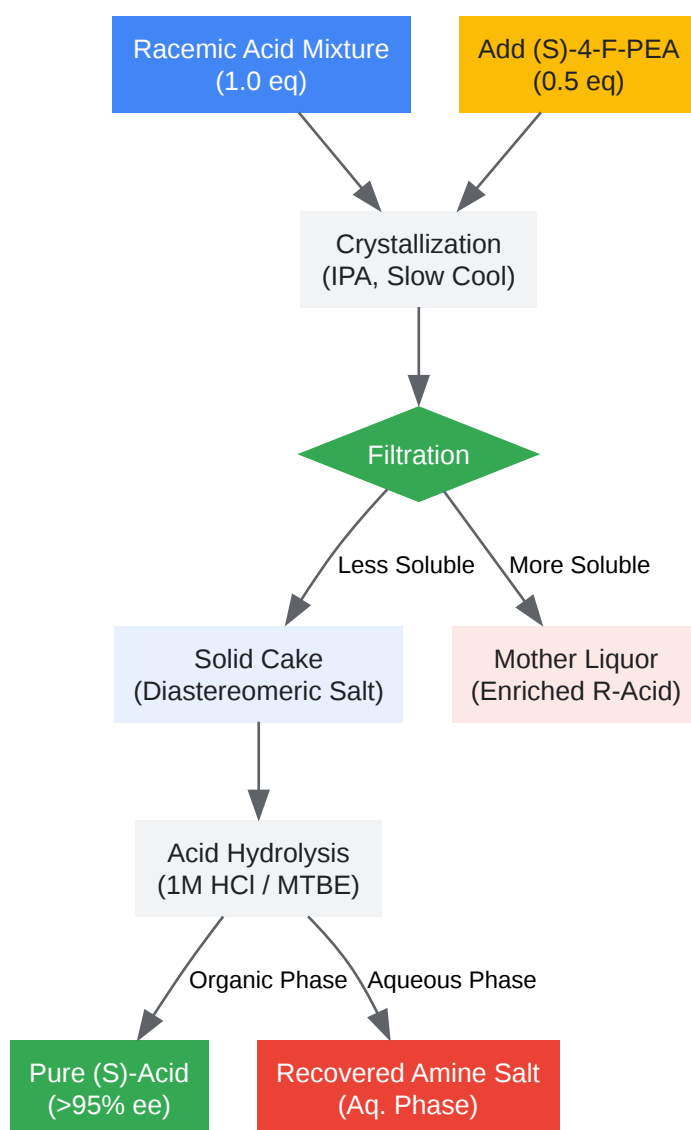 Racemic Acid Mixture
(1.0 eq)
Add (S)-4-F-PEA
(0.5 eq)
Crystallization
(IPA, Slow Cool)
Filtration
Less Soluble
More Soluble
Solid Cake
(Diastereomeric Salt)
Mother Liquor
(Enriched R-Acid)
Acid Hydrolysis
(1M HCl / MTBE)
Organic Phase
Aqueous Phase
Pure (S)-Acid
(>95% ee)
Recovered Amine Salt
(Aq. Phase)